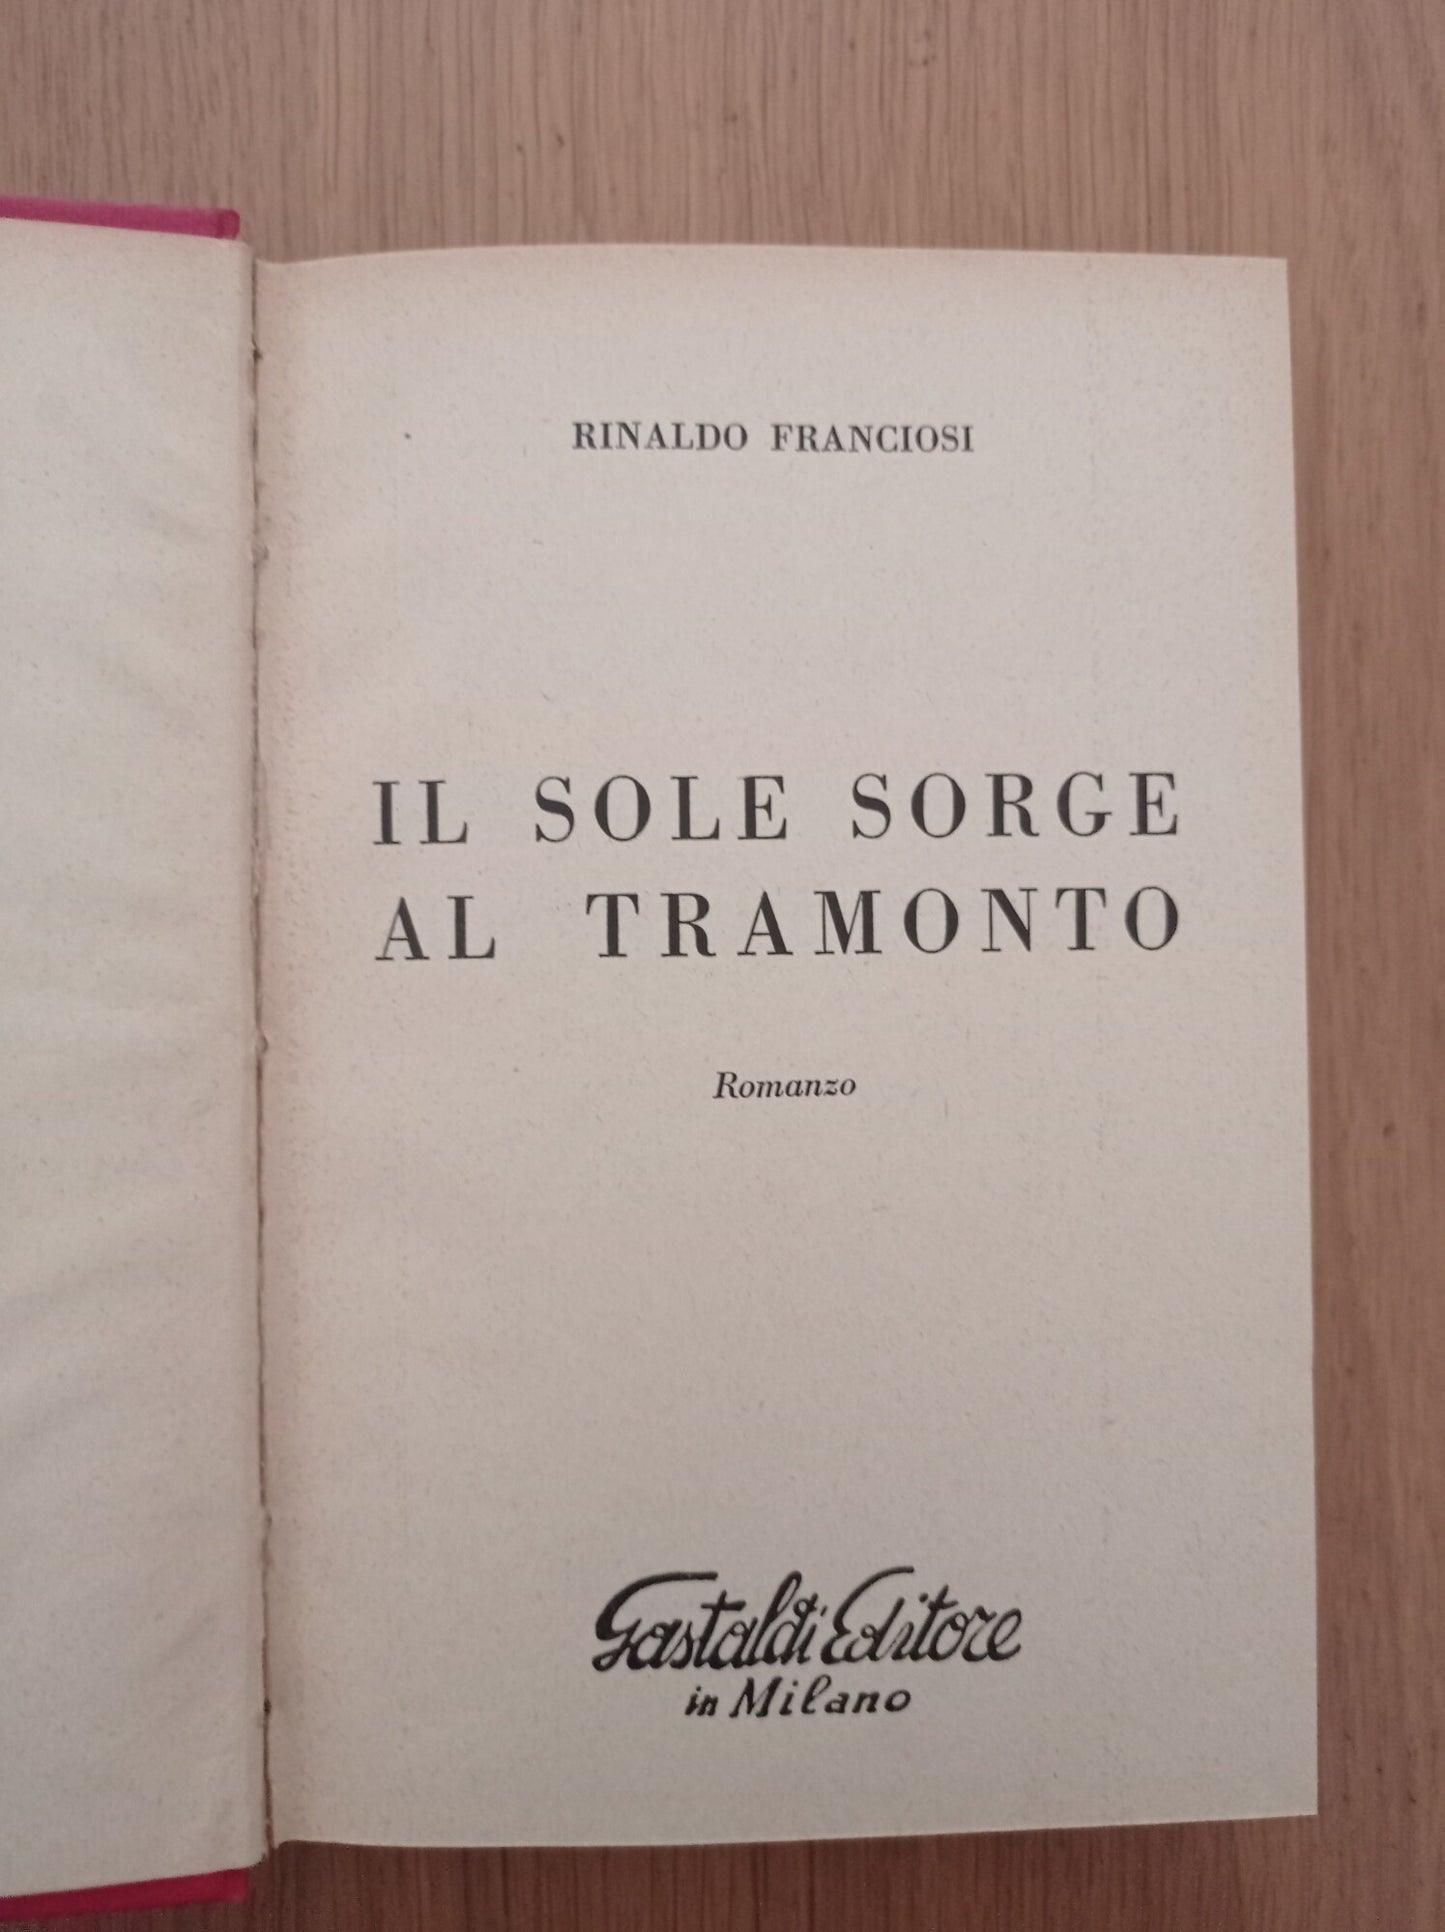 RINALDO FRANCIOSI
IL SOLE SORGE
AL TRAMONTO
Romanzo
Gastaldi Editore
in Milano